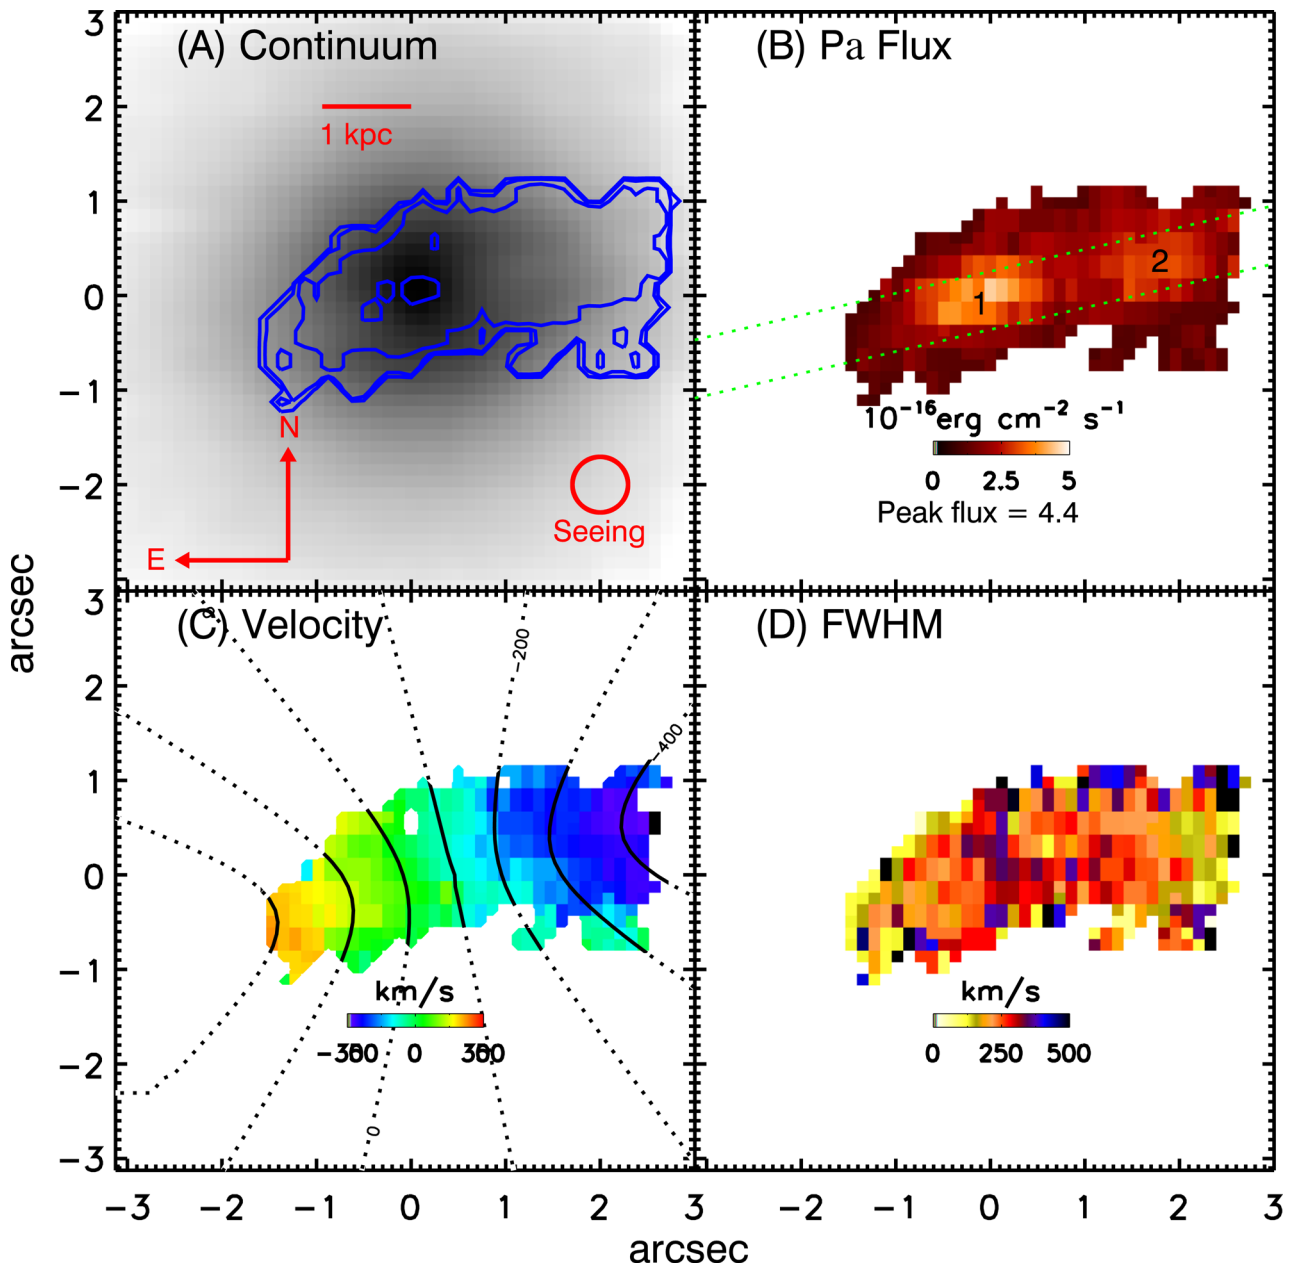 (A) Continuum
1 kpc
N
E
Seeing
3
2
1
0
−1
−2
(B) Pa Flux
1
2
10−16erg cm−2 s−1
0 2.5 5
Peak flux = 4.4
arcsec
(C) Velocity
−200
−400
0
km/s
0
3
2
1
0
−1
−2
−3
(D) FWHM
km/s
0 250 500
−3 −2 −1 0 1 2 3
−2 −1 0 1 2 3
arcsec